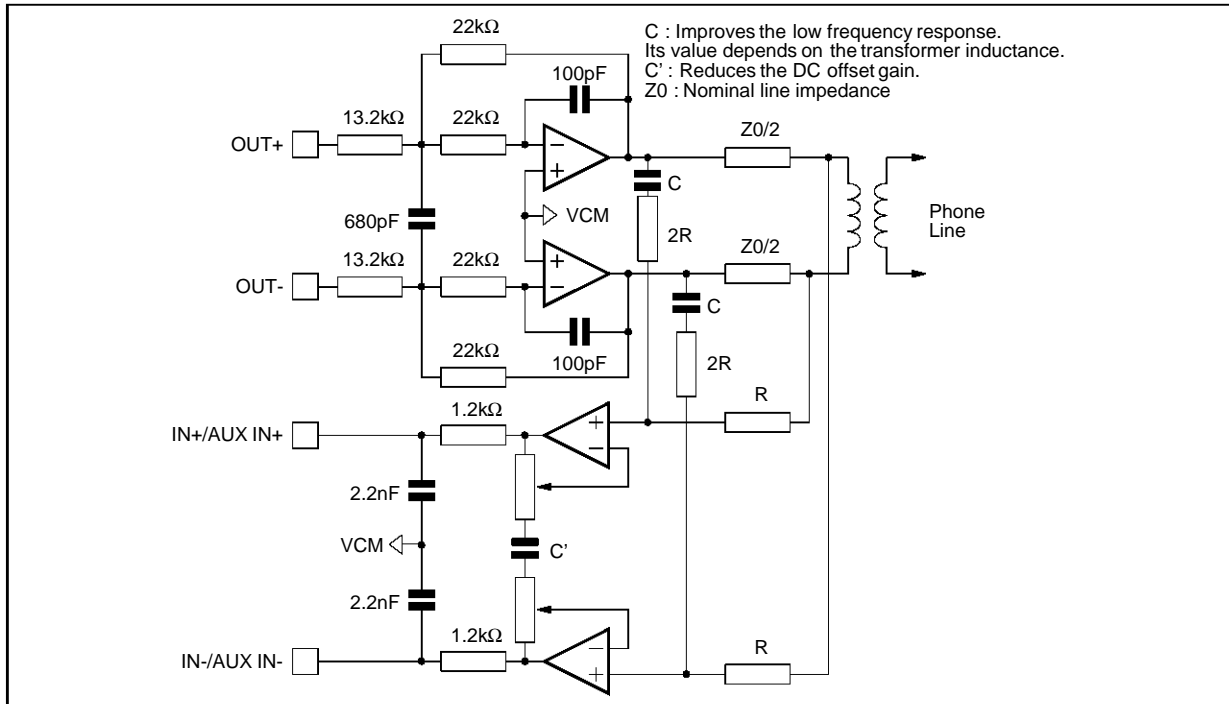 22kΩ
C : Improves the low frequency response.
Its value depends on the transformer inductance.
C' : Reduces the DC offset gain.
Z0 : Nominal line impedance
100pF
13.2kΩ
22kΩ
Z0/2
OUT+
−
+
C
VCM
2R
Phone
Line
680pF
13.2kΩ
22kΩ
Z0/2
+
−
OUT-
C
100pF
22kΩ
2R
R
1.2kΩ
IN+/AUX IN+
+
−
2.2nF
VCM
C'
2.2nF
1.2kΩ
−
+
R
IN-/AUX IN-